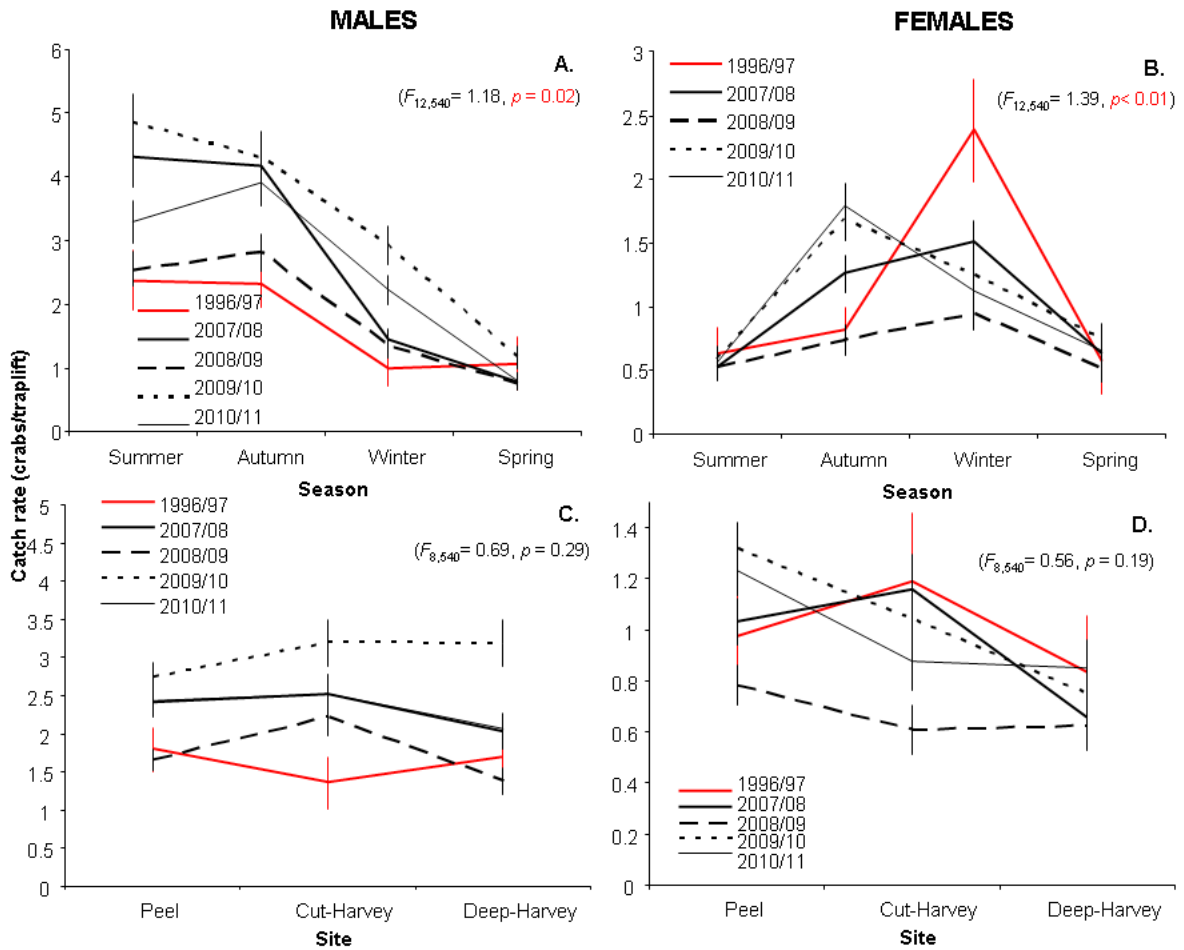 MALES
FEMALES
Catch rate (crabs/traplift)
A.
(F12,540= 1.18, p = 0.02)
6
5
4
3
2
1
0
1996/97
2007/08
2008/09
2009/10
2010/11
Summer Autumn Winter Spring
Season
B.
(F12,540= 1.39, p< 0.01)
3
2.5
2
1.5
1
0.5
0
1996/97
2007/08
2008/09
2009/10
2010/11
Summer Autumn Winter Spring
Season
C.
(F8,540= 0.69, p = 0.29)
5
4.5
4
3.5
3
2.5
2
1.5
1
0.5
0
1996/97
2007/08
2008/09
2009/10
2010/11
Peel Cut-Harvey Deep-Harvey
Site
D.
(F8,540= 0.56, p = 0.19)
1.4
1.2
1
0.8
0.6
0.4
0.2
0
1996/97
2007/08
2008/09
2009/10
2010/11
Peel Cut-Harvey Deep-Harvey
Site